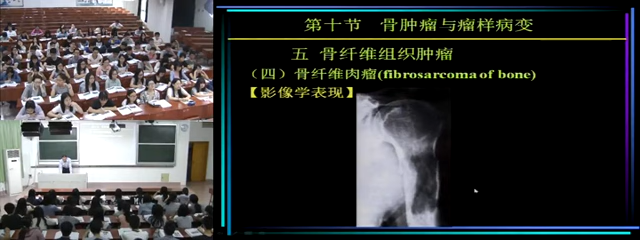 第十节 骨肿瘤与瘤样病变
五 骨纤维组织肿瘤
(四)骨纤维肉瘤(fibrosarcoma of bone)
【影像学表现】